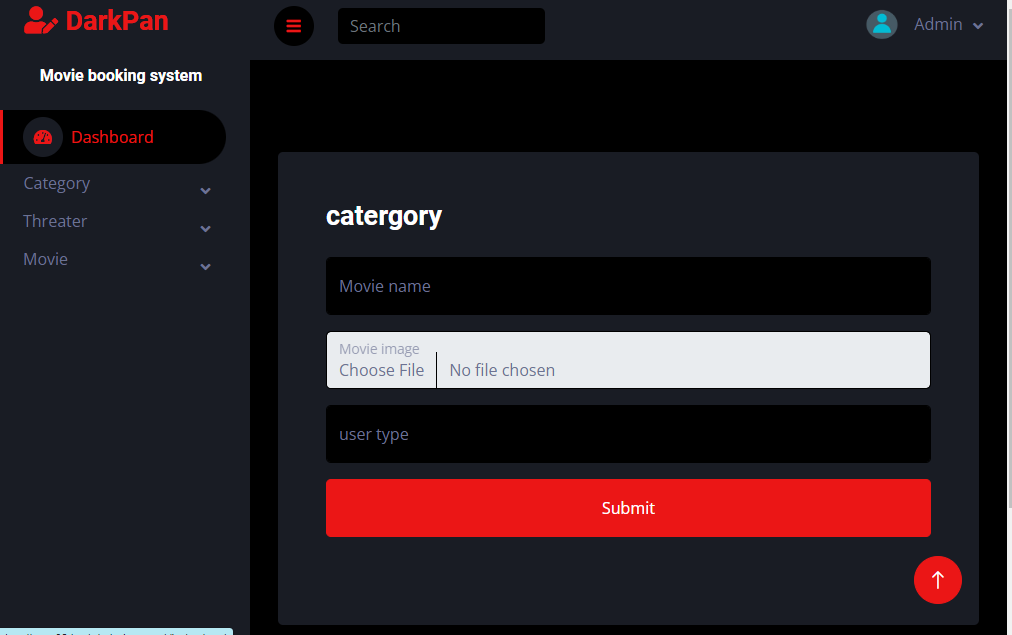 DarkPan
Search
Admin
Movie booking system
Dashboard
Category
Threater
Movie
catergory
Movie name
Movie image
Choose File
No file chosen
user type
Submit